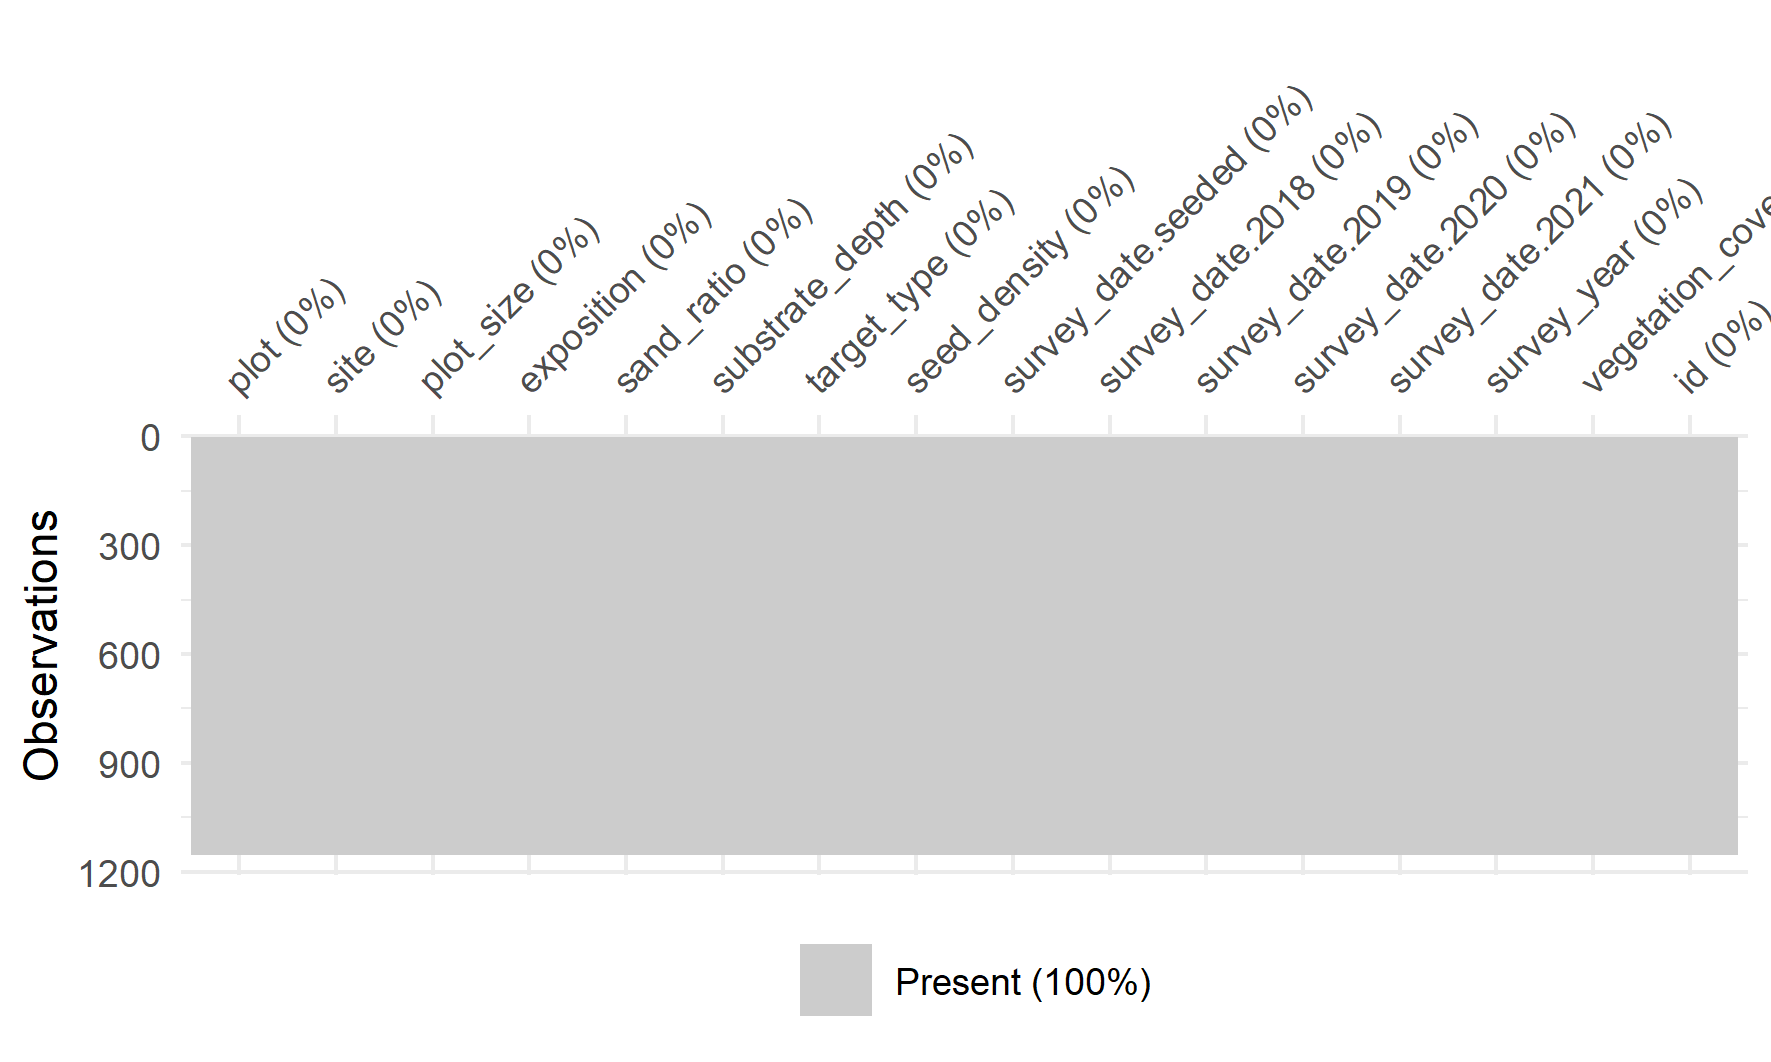 plot (0%)
site (0%)
plot_size (0%)
exposition (0%)
sand_ratio (0%)
substrate_depth (0%)
target_type (0%)
seed_density (0%)
survey_date.seeded (0%)
survey_date.2018 (0%)
survey_date.2019 (0%)
survey_date.2020 (0%)
survey_date.2021 (0%)
survey_year (0%)
vegetation_cove
id (0%)
Observations
0
300
600
900
1200
Present (100%)